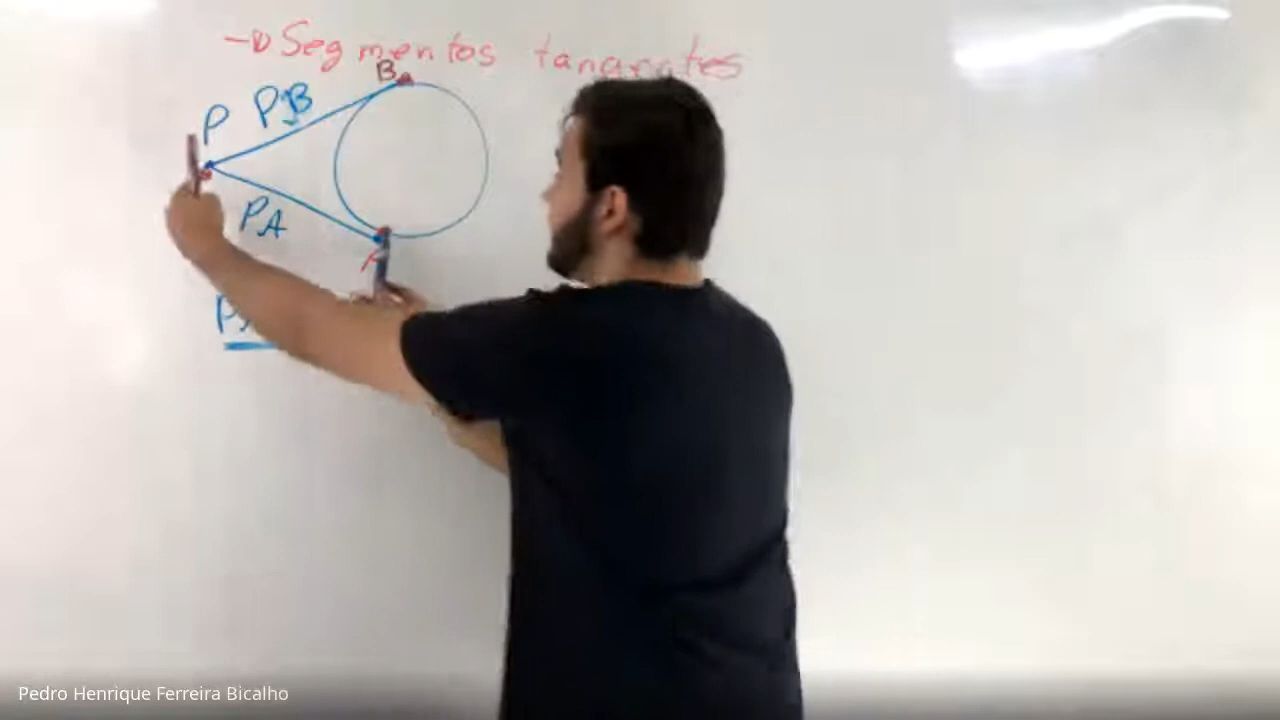 → Segmentos tangentes
B
P
PB
PA
Pedro Henrique Ferreira Bicalho